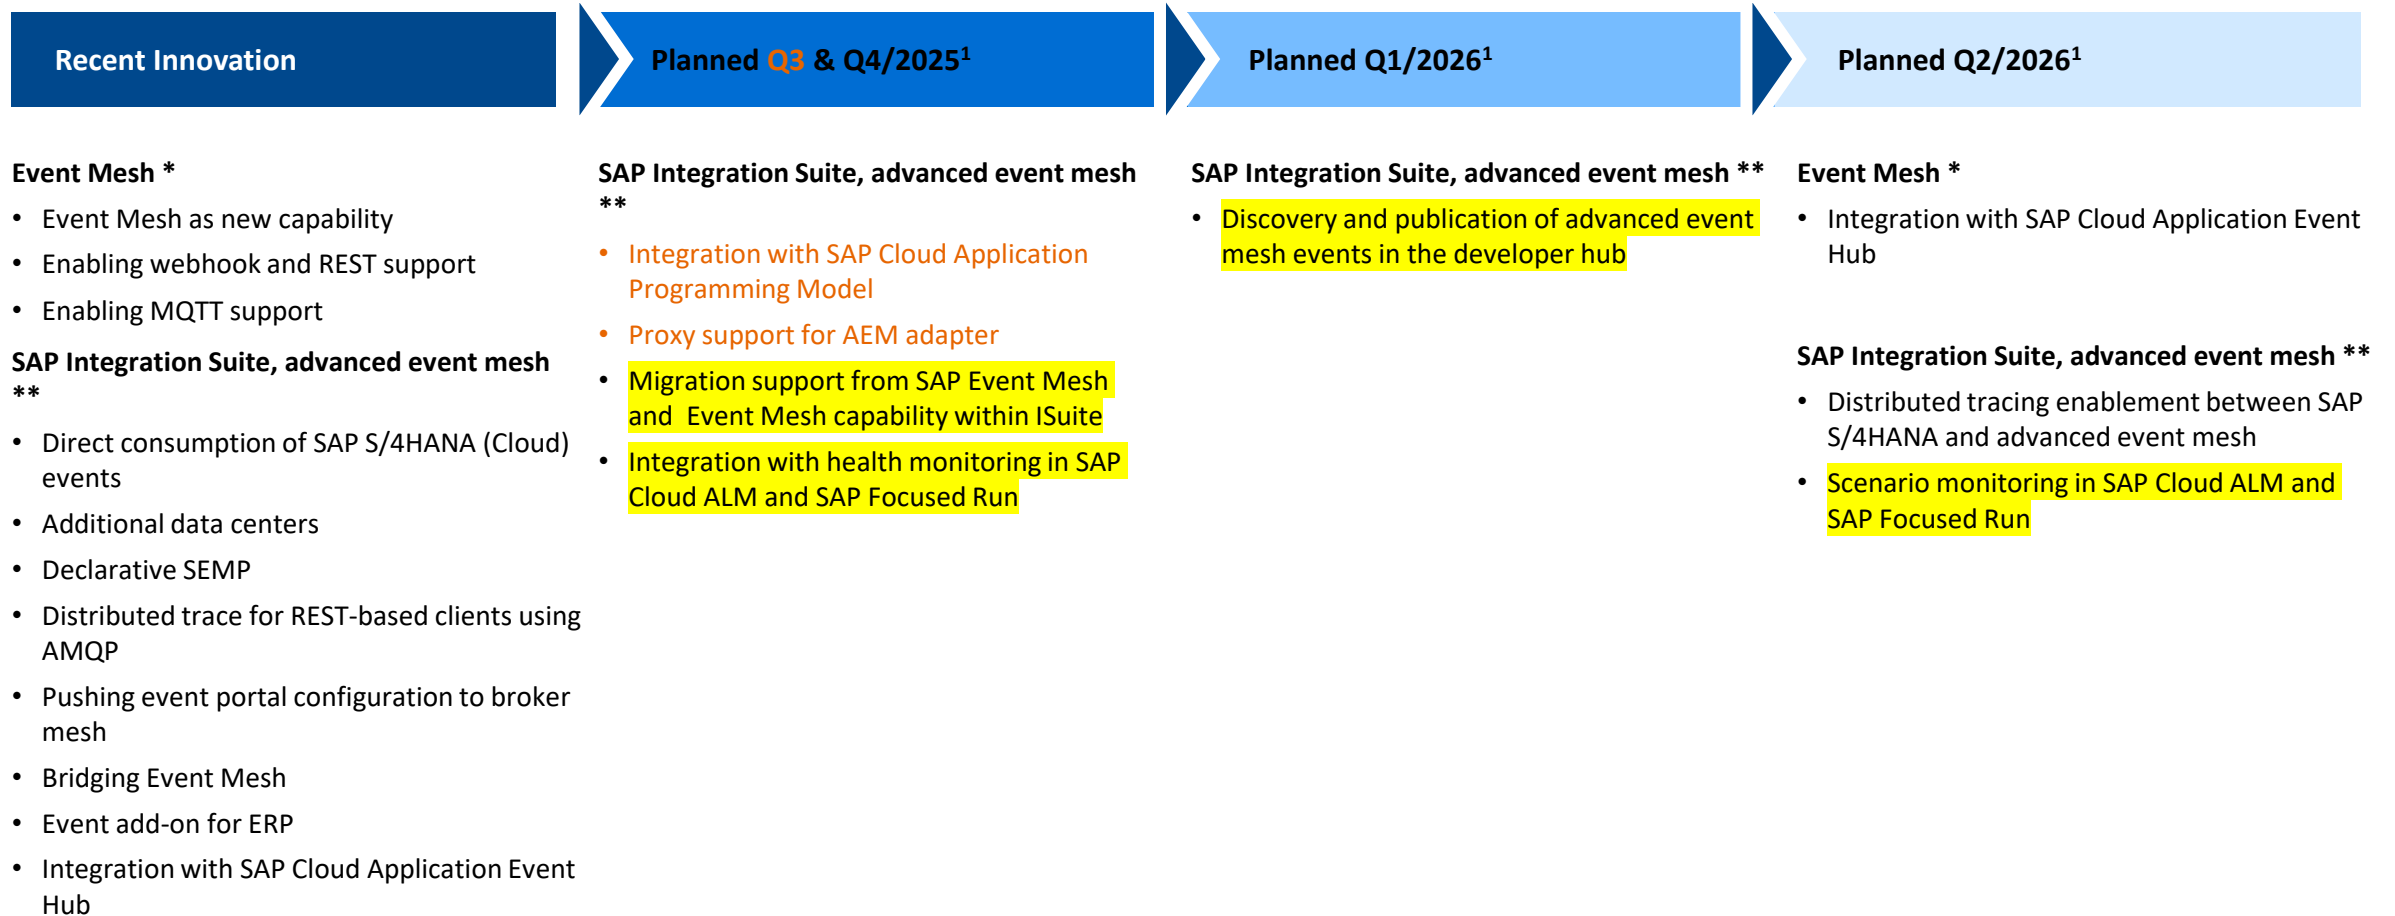 Recent Innovation
Planned Q3 & Q4/2025¹
Planned Q1/2026¹
Planned Q2/2026¹
Event Mesh *
• Event Mesh as new capability
• Enabling webhook and REST support
• Enabling MQTT support
SAP Integration Suite, advanced event mesh
**
• Direct consumption of SAP S/4HANA (Cloud)
events
• Additional data centers
• Declarative SEMP
• Distributed trace for REST-based clients using
AMQP
• Pushing event portal configuration to broker
mesh
• Bridging Event Mesh
• Event add-on for ERP
• Integration with SAP Cloud Application Event
Hub
SAP Integration Suite, advanced event mesh
**
• Integration with SAP Cloud Application
Programming Model
• Proxy support for AEM adapter
• Migration support from SAP Event Mesh
and  Event Mesh capability within ISuite
• Integration with health monitoring in SAP
Cloud ALM and SAP Focused Run
SAP Integration Suite, advanced event mesh **
• Discovery and publication of advanced event
mesh events in the developer hub
Event Mesh *
• Integration with SAP Cloud Application Event
Hub
SAP Integration Suite, advanced event mesh **
• Distributed tracing enablement between SAP
S/4HANA and advanced event mesh
• Scenario monitoring in SAP Cloud ALM and
SAP Focused Run